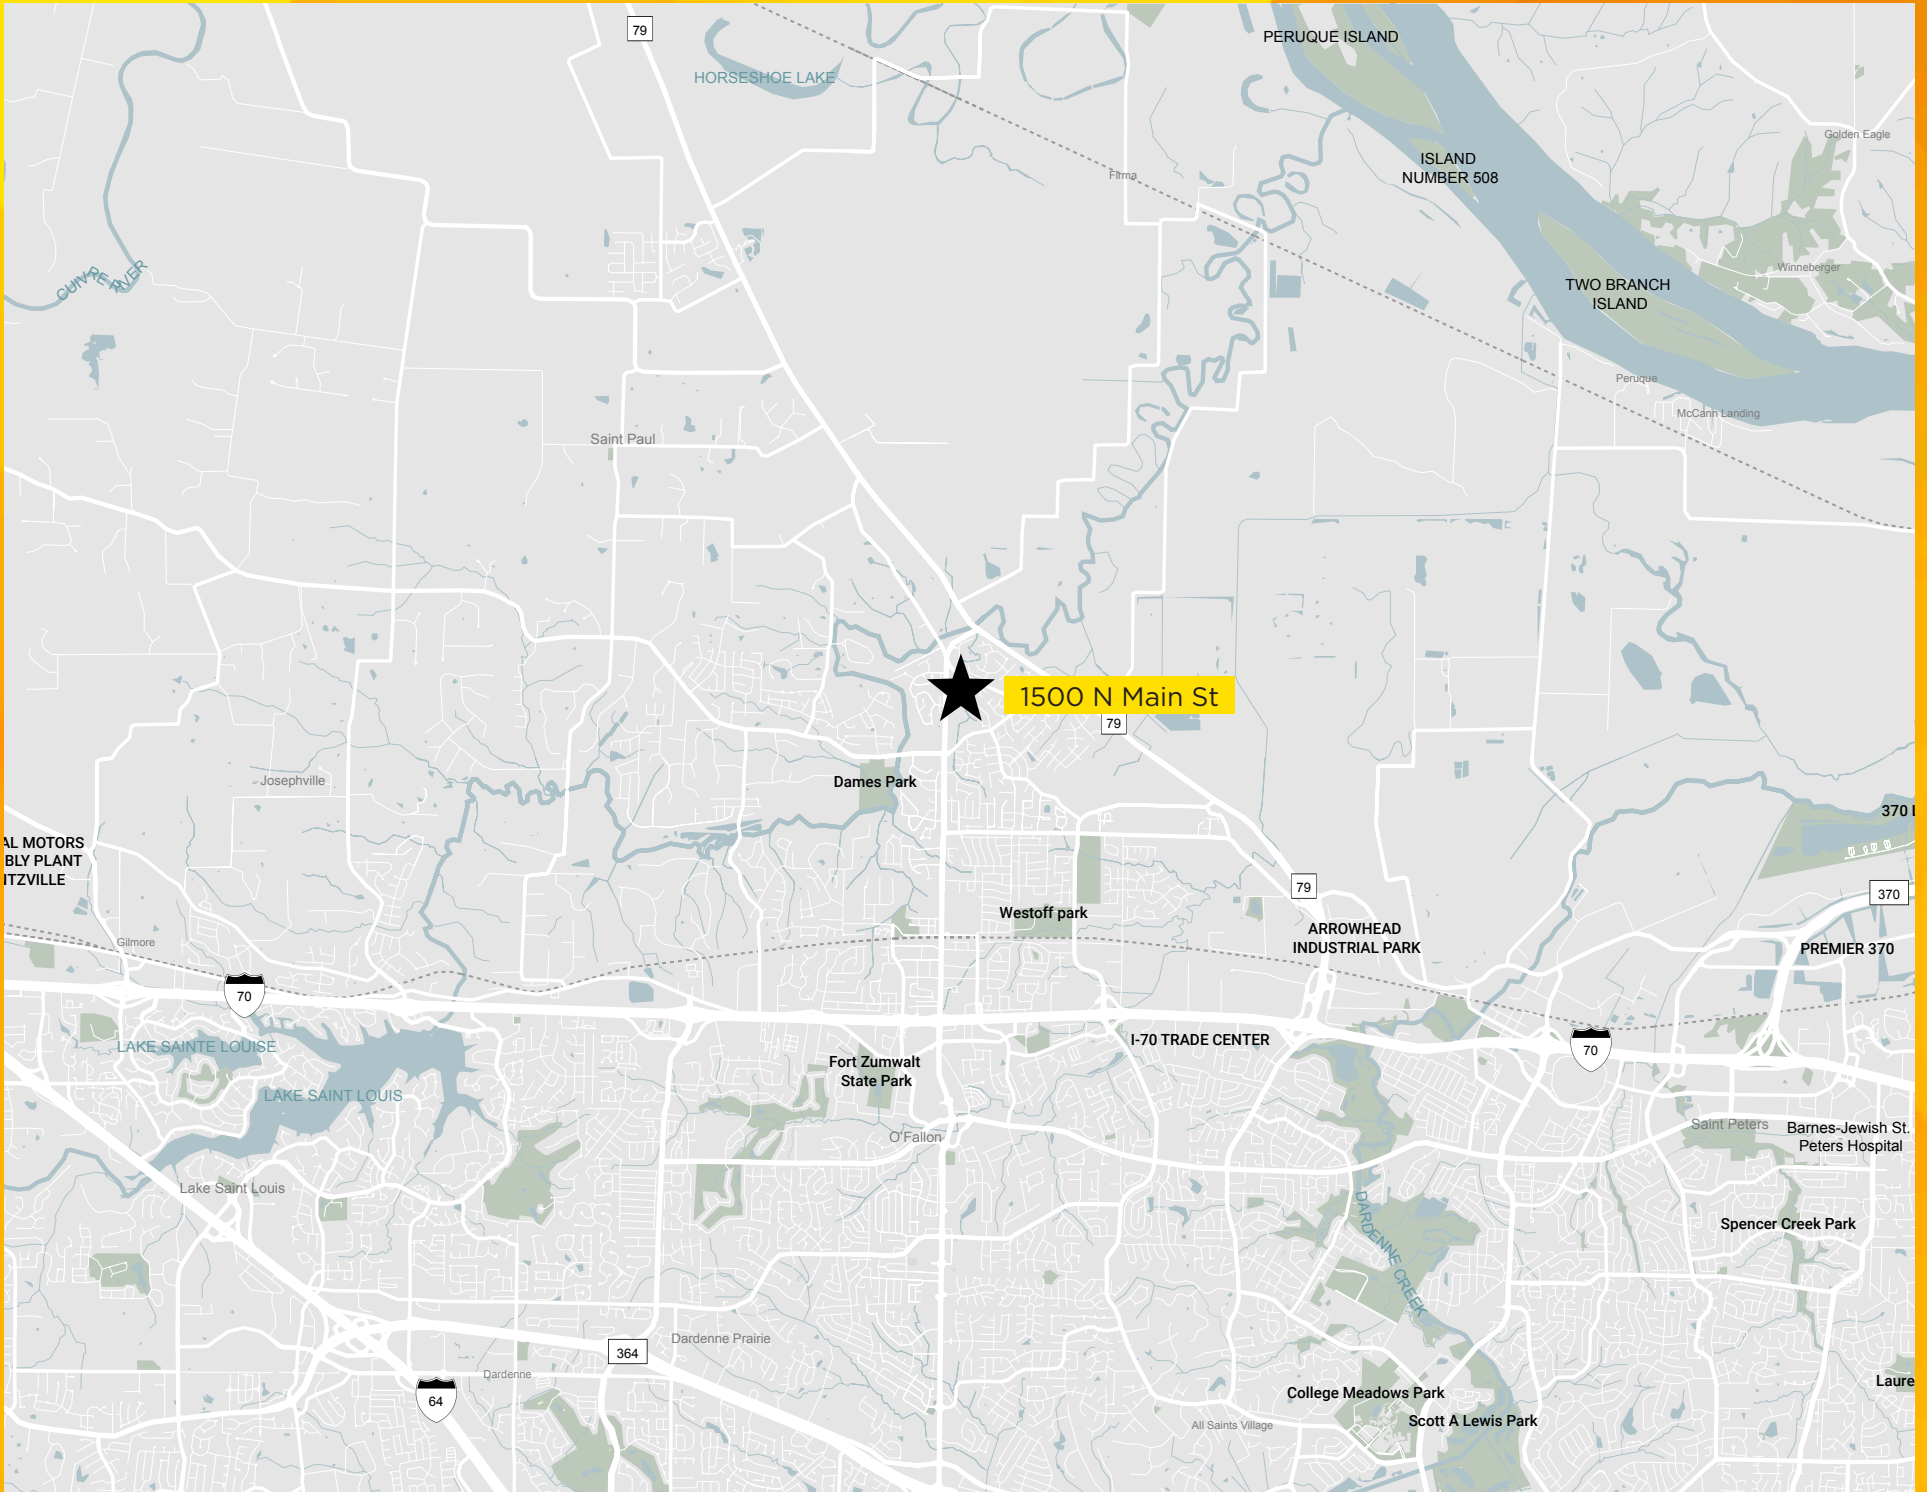 79
PERUQUE ISLAND
HORSESHOE LAKE
Golden Eagle
ISLAND
NUMBER 508
Firma
CUIVRE RIVER
Winneberger
TWO BRANCH
ISLAND
Peruque
McCann Landing
Saint Paul
1500 N Main St
79
Dames Park
Josephville
370 L
AL MOTORS
BLY PLANT
ITZVILLE
79
370
Westoff park
ARROWHEAD
INDUSTRIAL PARK
Gilmore
PREMIER 370
70
I-70 TRADE CENTER
70
LAKE SAINTE LOUISE
Fort Zumwalt
State Park
LAKE SAINT LOUIS
O'Fallon
Saint Peters
Barnes-Jewish St.
Peters Hospital
Lake Saint Louis
DARDENNE CREEK
Spencer Creek Park
Dardenne Prairie
364
Dardenne
64
College Meadows Park
Laure
Scott A Lewis Park
All Saints Village